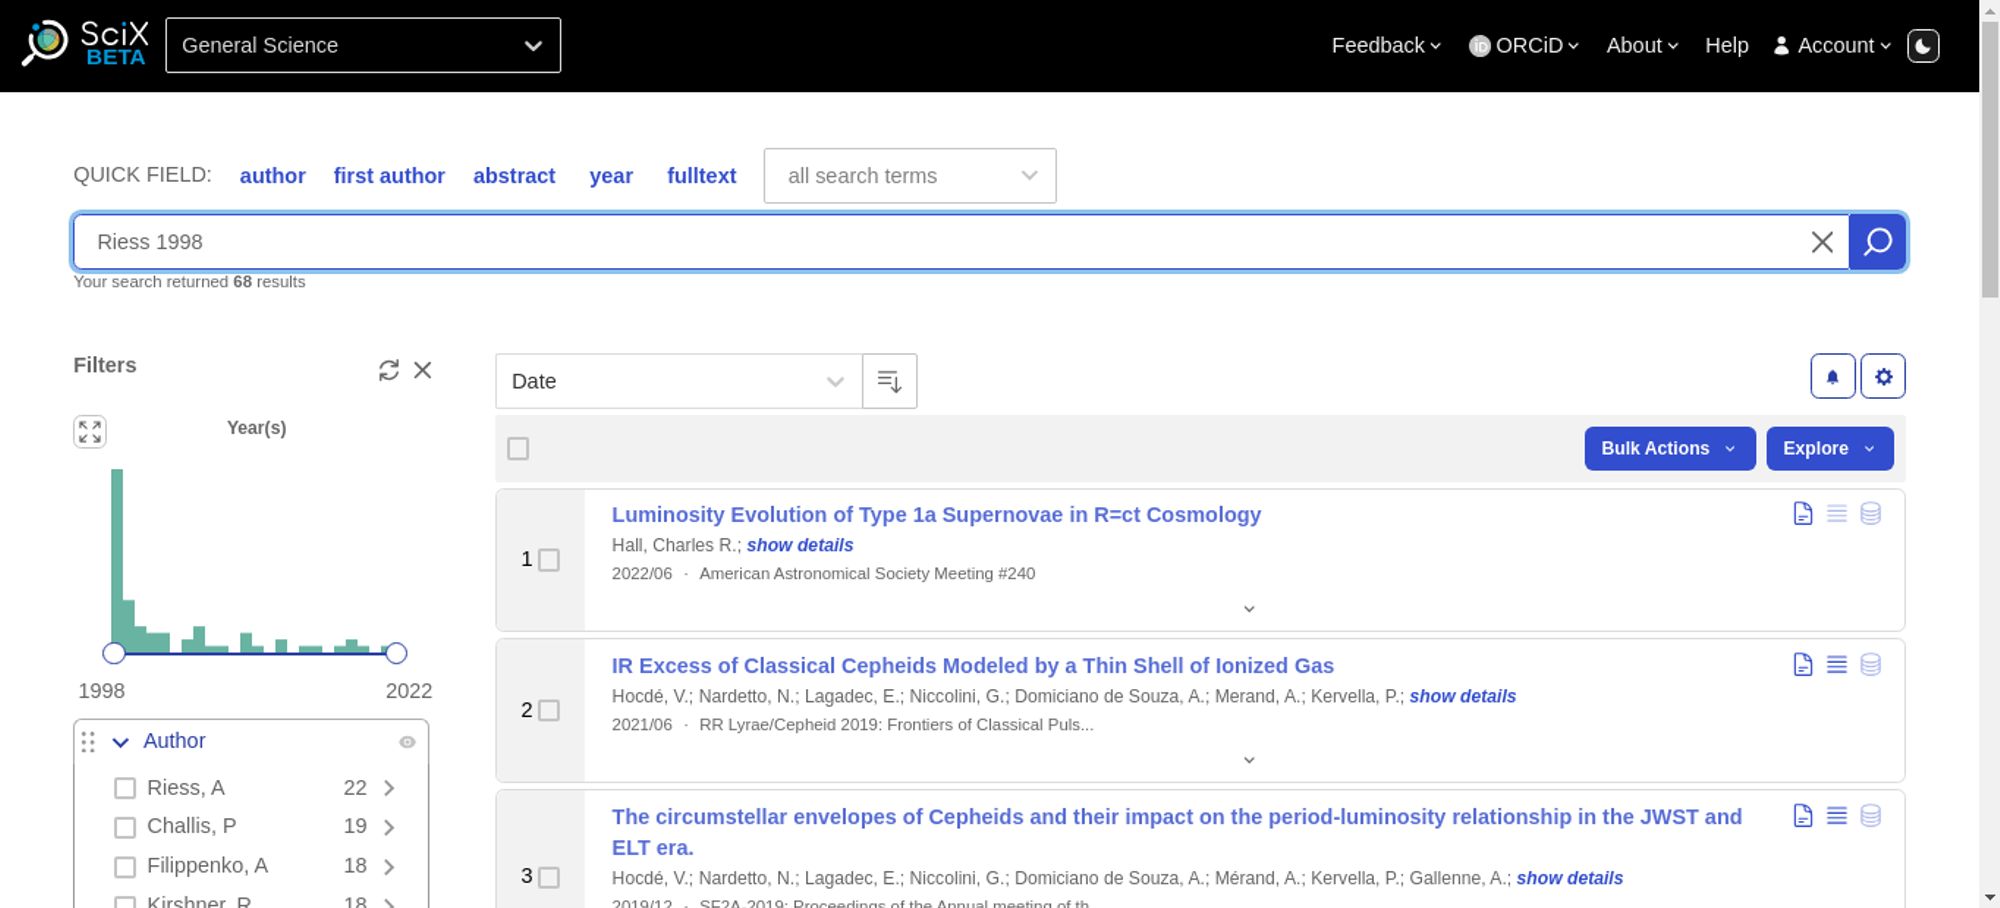 SciX
BETA
General Science
Feedback
iD ORCiD
About
Help
Account
QUICK FIELD:
author
first author
abstract
year
fulltext
all search terms
Riess 1998
Your search returned 68 results
Filters
Year(s)
1998
2022
Author
Riess, A 22
Challis, P 19
Filippenko, A 18
Kirshner, R 18
Date
Bulk Actions
Explore
1
Luminosity Evolution of Type 1a Supernovae in R=ct Cosmology
Hall, Charles R.; show details
2022/06 · American Astronomical Society Meeting #240
2
IR Excess of Classical Cepheids Modeled by a Thin Shell of Ionized Gas
Hocdé, V.; Nardetto, N.; Lagadec, E.; Niccolini, G.; Domiciano de Souza, A.; Merand, A.; Kervella, P.; show details
2021/06 · RR Lyrae/Cepheid 2019: Frontiers of Classical Puls...
3
The circumstellar envelopes of Cepheids and their impact on the period-luminosity relationship in the JWST and
ELT era.
Hocdé, V.; Nardetto, N.; Lagadec, E.; Niccolini, G.; Domiciano de Souza, A.; Mérand, A.; Kervella, P.; Gallenne, A.; show details
2019/12 · SF2A-2019: Proceedings of the Annual meeting of th...